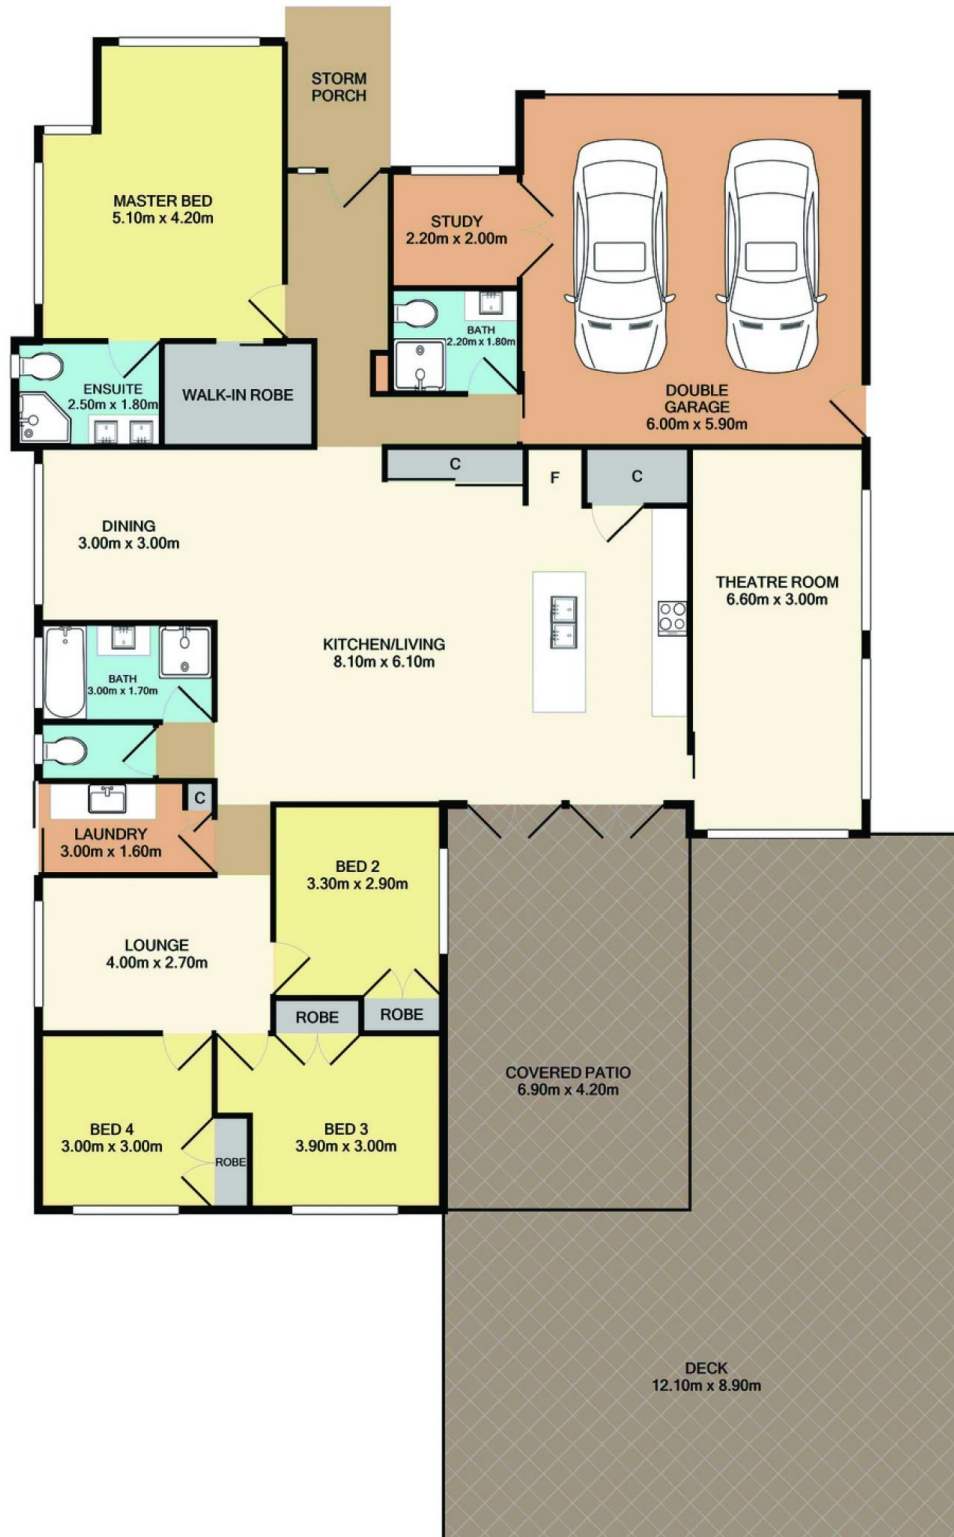 STORM
PORCH
MASTER BED
5.10m x 4.20m
STUDY
2.20m x 2.00m
BATH
2.20m x 1.80m
ENSUITE
2.50m x 1.80m
WALK-IN ROBE
DOUBLE
GARAGE
6.00m x 5.90m
C
F
C
DINING
3.00m x 3.00m
THEATRE ROOM
6.60m x 3.00m
KITCHEN/LIVING
8.10m x 6.10m
BATH
3.00m x 1.70m
C
LAUNDRY
3.00m x 1.60m
BED 2
3.30m x 2.90m
LOUNGE
4.00m x 2.70m
ROBE
ROBE
COVERED PATIO
6.90m x 4.20m
BED 4
3.00m x 3.00m
BED 3
3.90m x 3.00m
ROBE
DECK
12.10m x 8.90m